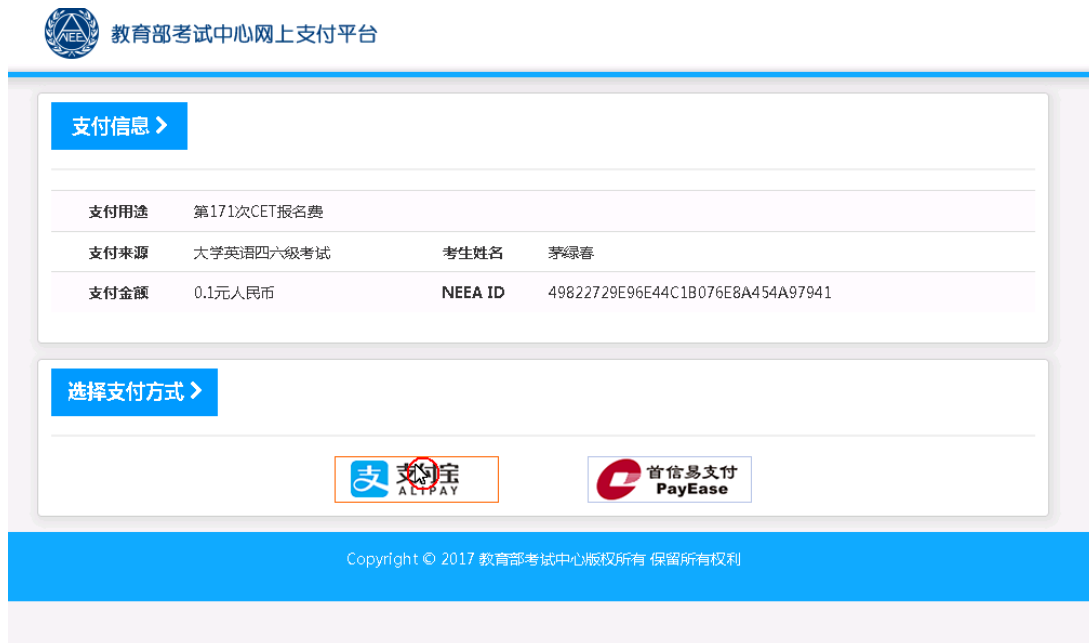 NEEA 教育部考试中心网上支付平台
支付信息
支付用途 第171次CET报名费
支付来源 大学英语四六级考试 考生姓名 茅绿春
支付金额 0.1元人民币 NEEA ID 49822729E96E44C1B076E8A454A97941
选择支付方式
支 支付宝 首信易支付
ALIPAY PayEase
Copyright © 2017 教育部考试中心版权所有 保留所有权利